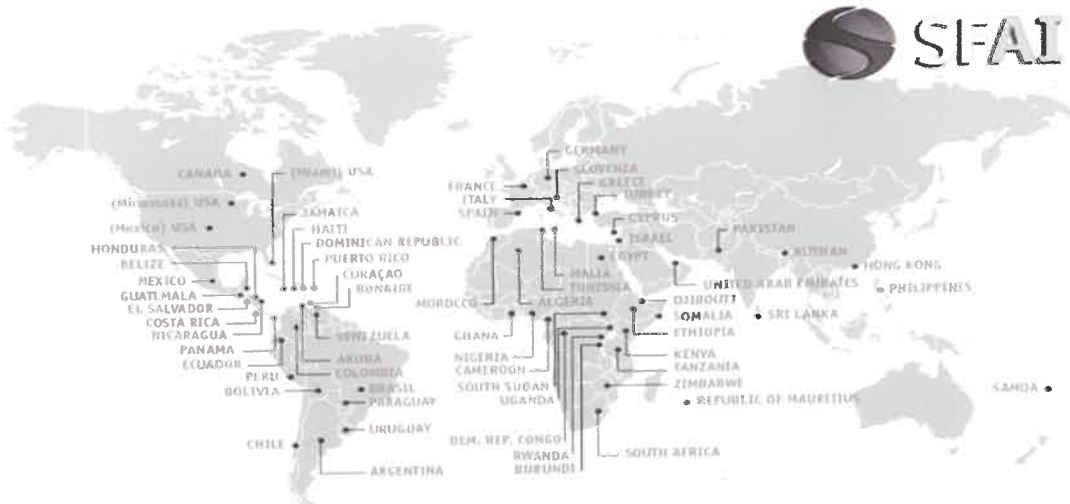 SFAI
GERMANY
SLOVENIA
CANADA
(Miami) USA
FRANCE
GREECE
ITALY
TURKEY
(Minnesota) USA
SPAIN
JAMAICA
CYPRUS
(Mexico) USA
HAITI
PAKISTAN
ISRAEL
HONDURAS
DOMINICAN REPUBLIC
EGYPT
BHUTAN
BELIZE
PUERTO RICO
HONG KONG
MEXICO
CURAÇAO
MALTA
UNITED ARAB EMIRATES
BONAIRE
TUNISIA
PHILIPPINES
GUATEMALA
MOROCCO
ALGERIA
DJIBOUTI
EL SALVADOR
SOMALIA
SRI LANKA
COSTA RICA
ETHIOPIA
NICARAGUA
VENEZUELA
GHANA
PANAMA
KENYA
ARUBA
NIGERIA
ECUADOR
TANZANIA
COLOMBIA
CAMEROON
PERU
ZIMBABWE
BRASIL
SOUTH SUDAN
BOLIVIA
SAMOA
PARAGUAY
UGANDA
REPUBLIC OF MAURITIUS
URUGUAY
DEM. REP. CONGO
CHILE
SOUTH AFRICA
RWANDA
ARGENTINA
BURUNDI